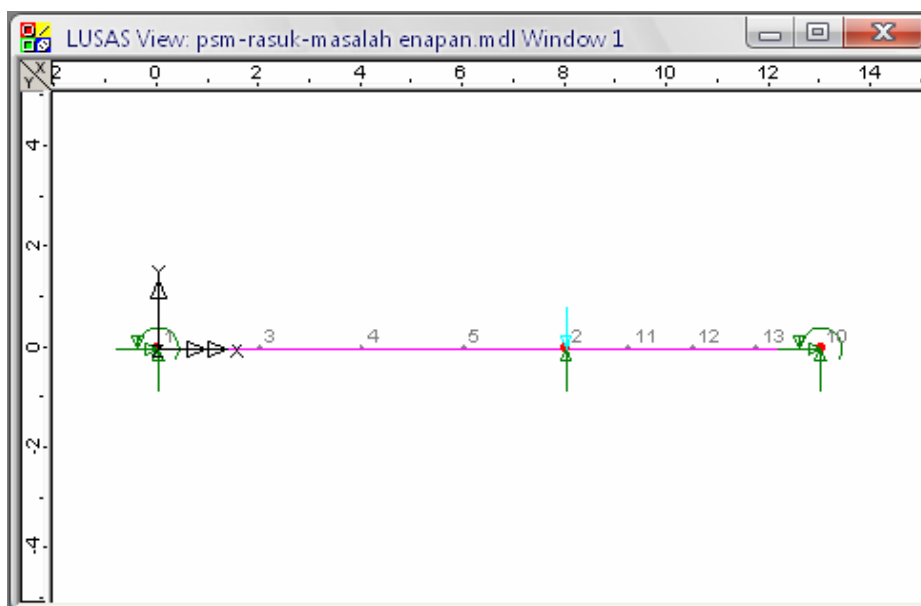 LUSAS View: psm-rasuk-masalah enapan.mdl Window 1
X
Y
2 0 2 4 6 8 10 12 14
4
2
0
-2
-4
Y
X
1 3 4 5 2 11 12 13 10